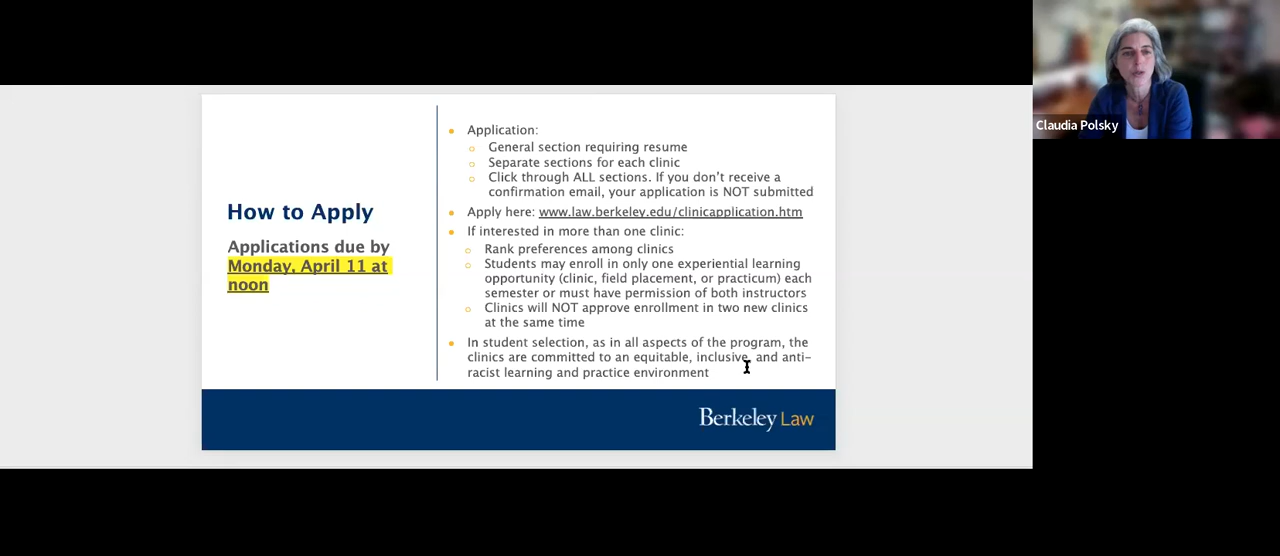 Claudia Polsky
How to Apply
Applications due by
Monday, April 11 at
noon
Application:
General section requiring resume
Separate sections for each clinic
Click through ALL sections. If you don't receive a
confirmation email, your application is NOT submitted
Apply here: www.law.berkeley.edu/clinicapplication.htm
If interested in more than one clinic:
Rank preferences among clinics
Students may enroll in only one experiential learning
opportunity (clinic, field placement, or practicum) each
semester or must have permission of both instructors
Clinics will NOT approve enrollment in two new clinics
at the same time
In student selection, as in all aspects of the program, the
clinics are committed to an equitable, inclusive, and anti-
racist learning and practice environment
Berkeley Law